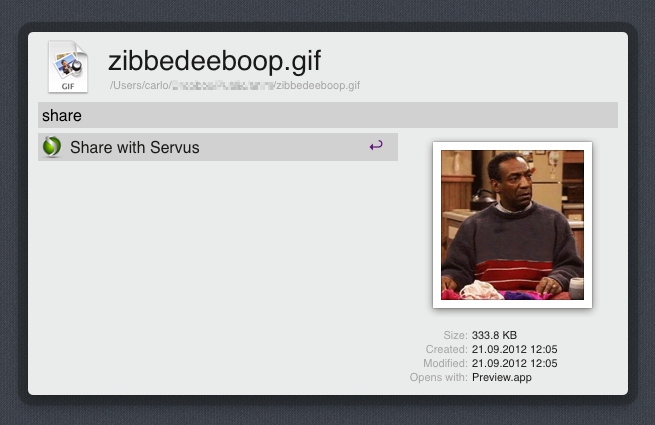 zibbedeeboop.gif
/Users/carlo/ /zibbedeeboop.gif
GIF
share
Share with Servus
Size: 333.8 KB
Created: 21.09.2012 12:05
Modified: 21.09.2012 12:05
Opens with: Preview.app